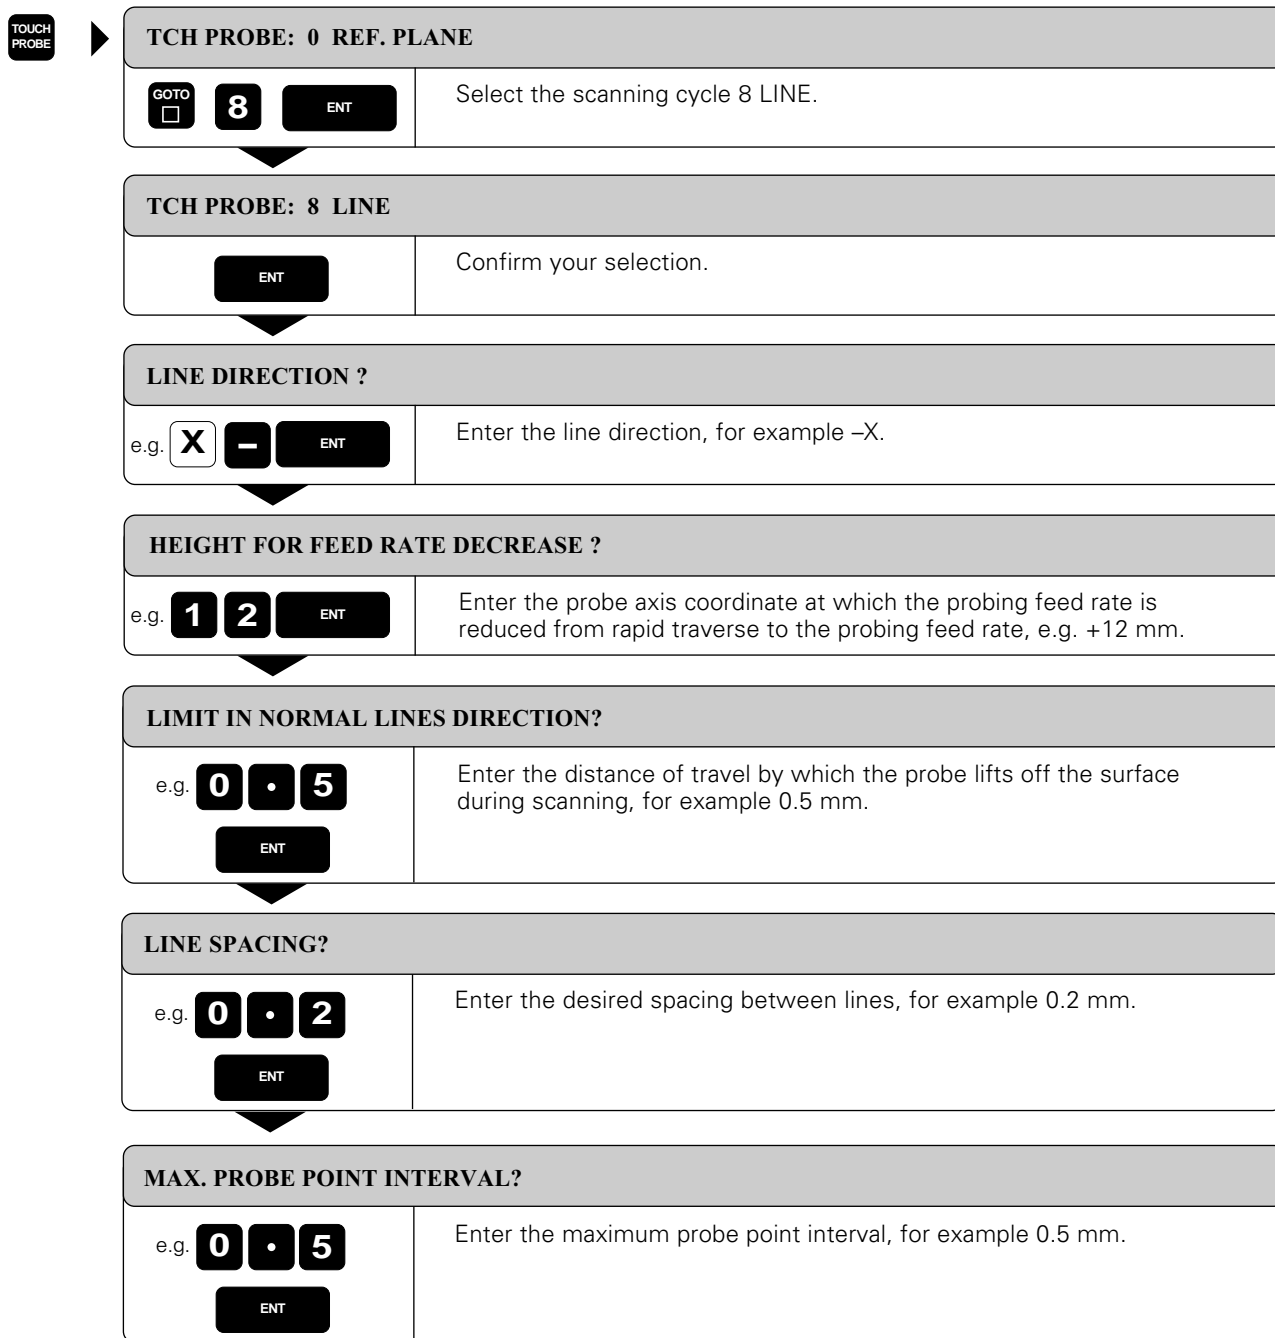 TOUCH
PROBE
TCH PROBE: 0 REF. PLANE
GOTO
8
ENT
Select the scanning cycle 8 LINE.
TCH PROBE: 8 LINE
ENT
Confirm your selection.
LINE DIRECTION ?
e.g. X – ENT
Enter the line direction, for example –X.
HEIGHT FOR FEED RATE DECREASE ?
e.g. 1 2 ENT
Enter the probe axis coordinate at which the probing feed rate is
reduced from rapid traverse to the probing feed rate, e.g. +12 mm.
LIMIT IN NORMAL LINES DIRECTION?
e.g. 0 • 5
ENT
Enter the distance of travel by which the probe lifts off the surface
during scanning, for example 0.5 mm.
LINE SPACING?
e.g. 0 • 2
ENT
Enter the desired spacing between lines, for example 0.2 mm.
MAX. PROBE POINT INTERVAL?
e.g. 0 • 5
ENT
Enter the maximum probe point interval, for example 0.5 mm.